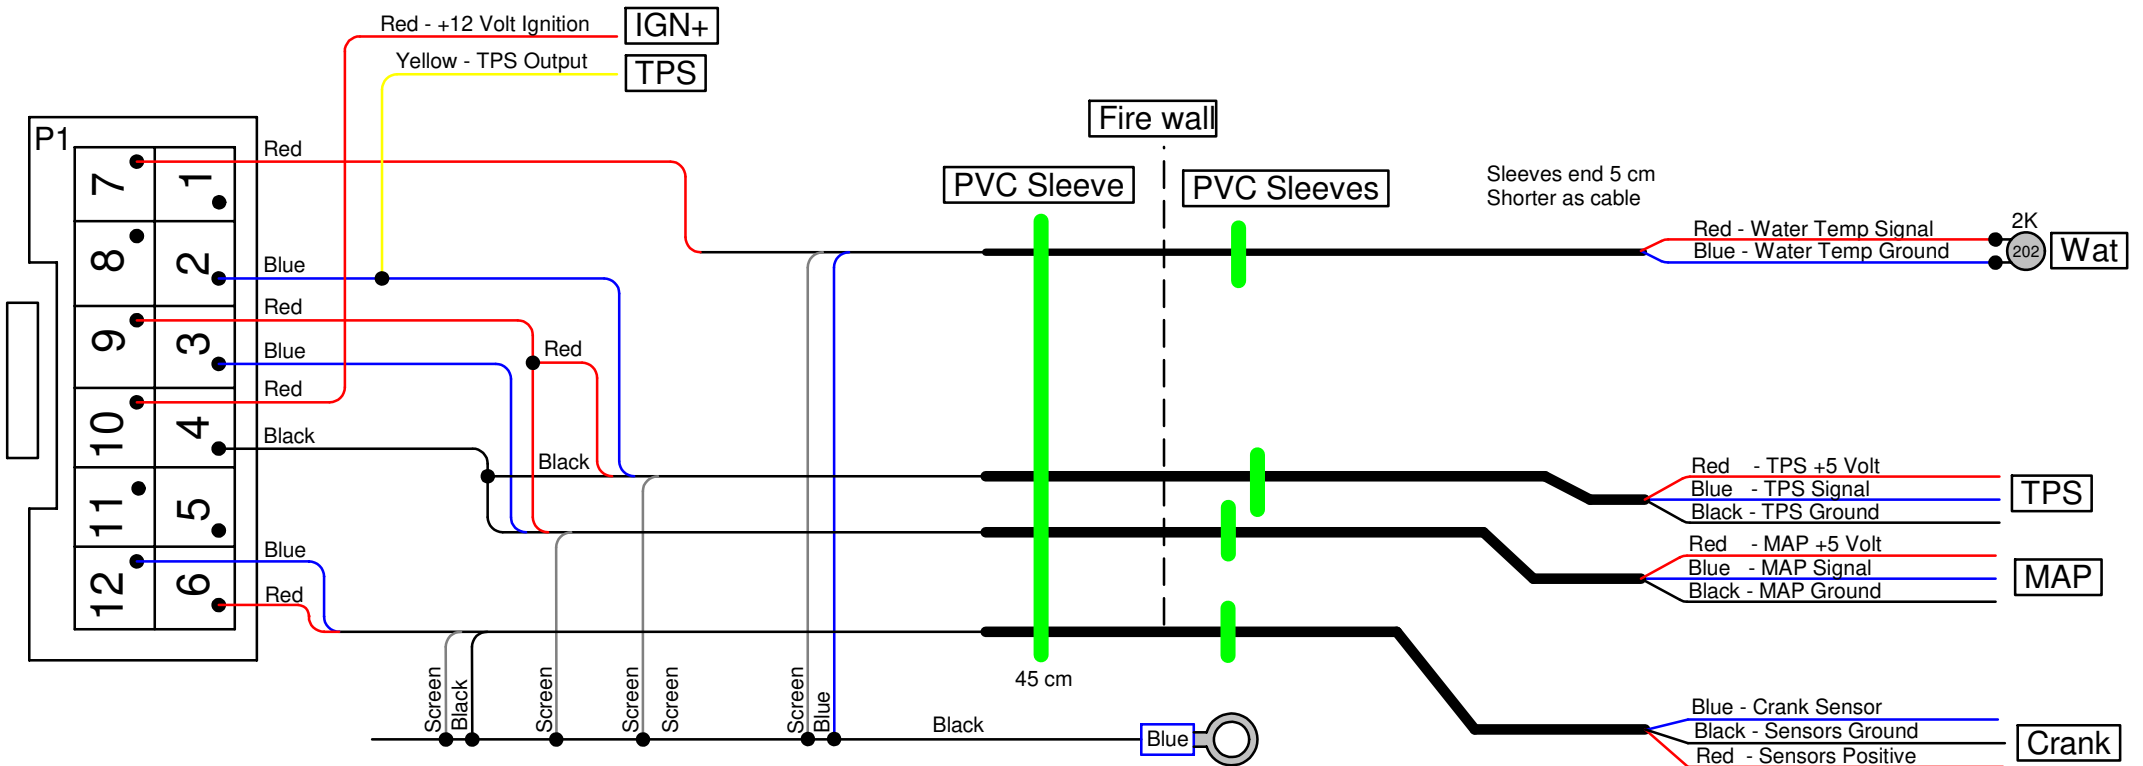 Red - +12 Volt Ignition
IGN+
Yellow - TPS Output
TPS
Fire wall
P1
Red
7
1
PVC Sleeve
PVC Sleeves
Sleeves end 5 cm
Shorter as cable
2K
Red - Water Temp Signal
202
Wat
Blue - Water Temp Ground
8
2
Blue
Red
9
3
Blue
Red
Red
10
4
Black
Black
Red - TPS +5 Volt
Blue - TPS Signal
TPS
Black - TPS Ground
11
5
Red - MAP +5 Volt
Blue - MAP Signal
MAP
Black - MAP Ground
Blue
12
6
Red
45 cm
Screen
Black
Screen
Screen
Screen
Screen
Blue
Black
Blue
Blue - Crank Sensor
Black - Sensors Ground
Crank
Red - Sensors Positive